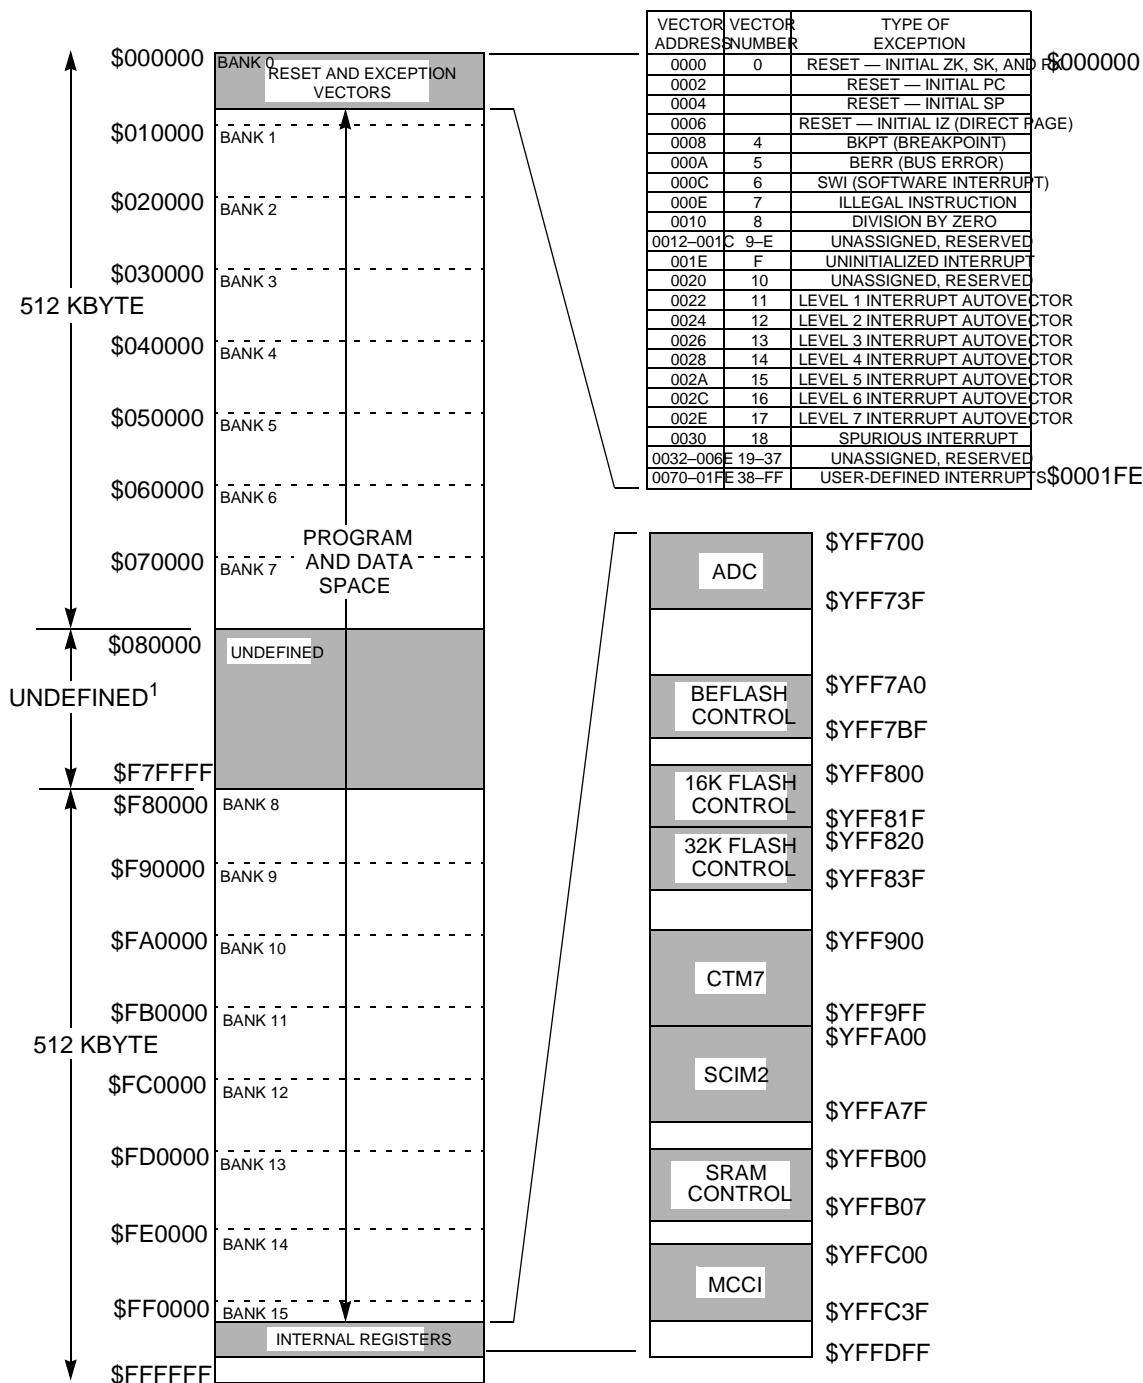 VECTOR ADDRESS VECTOR NUMBER TYPE OF EXCEPTION
0000 0 RESET — INITIAL ZK, SK, AND PK
0002 RESET — INITIAL PC
0004 RESET — INITIAL SP
0006 RESET — INITIAL IZ (DIRECT PAGE)
0008 4 BKPT (BREAKPOINT)
000A 5 BERR (BUS ERROR)
000C 6 SWI (SOFTWARE INTERRUPT)
000E 7 ILLEGAL INSTRUCTION
0010 8 DIVISION BY ZERO
0012–001C 9–E UNASSIGNED, RESERVED
001E F UNINITIALIZED INTERRUPT
0020 10 UNASSIGNED, RESERVED
0022 11 LEVEL 1 INTERRUPT AUTOVECTOR
0024 12 LEVEL 2 INTERRUPT AUTOVECTOR
0026 13 LEVEL 3 INTERRUPT AUTOVECTOR
0028 14 LEVEL 4 INTERRUPT AUTOVECTOR
002A 15 LEVEL 5 INTERRUPT AUTOVECTOR
002C 16 LEVEL 6 INTERRUPT AUTOVECTOR
002E 17 LEVEL 7 INTERRUPT AUTOVECTOR
0030 18 SPURIOUS INTERRUPT
0032–006E 19–37 UNASSIGNED, RESERVED
0070–01FE 38–FF USER-DEFINED INTERRUPTS
$000000
$0001FE
$000000
BANK 0
RESET AND EXCEPTION
VECTORS
$010000
BANK 1
$020000
BANK 2
$030000
BANK 3
512 KBYTE
$040000
BANK 4
$050000
BANK 5
$060000
BANK 6
PROGRAM
AND DATA
SPACE
$070000
BANK 7
$080000
UNDEFINED
UNDEFINED1
$F7FFFF
$F80000
BANK 8
$F90000
BANK 9
$FA0000
BANK 10
$FB0000
BANK 11
512 KBYTE
$FC0000
BANK 12
$FD0000
BANK 13
$FE0000
BANK 14
$FF0000
BANK 15
INTERNAL REGISTERS
$FFFFFF
$YFF700
ADC
$YFF73F
$YFF7A0
BEFLASH
CONTROL
$YFF7BF
$YFF800
16K FLASH
CONTROL
$YFF81F
$YFF820
32K FLASH
CONTROL
$YFF83F
$YFF900
CTM7
$YFF9FF
$YFFA00
SCIM2
$YFFA7F
$YFFB00
SRAM
CONTROL
$YFFB07
$YFFC00
MCCI
$YFFC3F
$YFFDFF